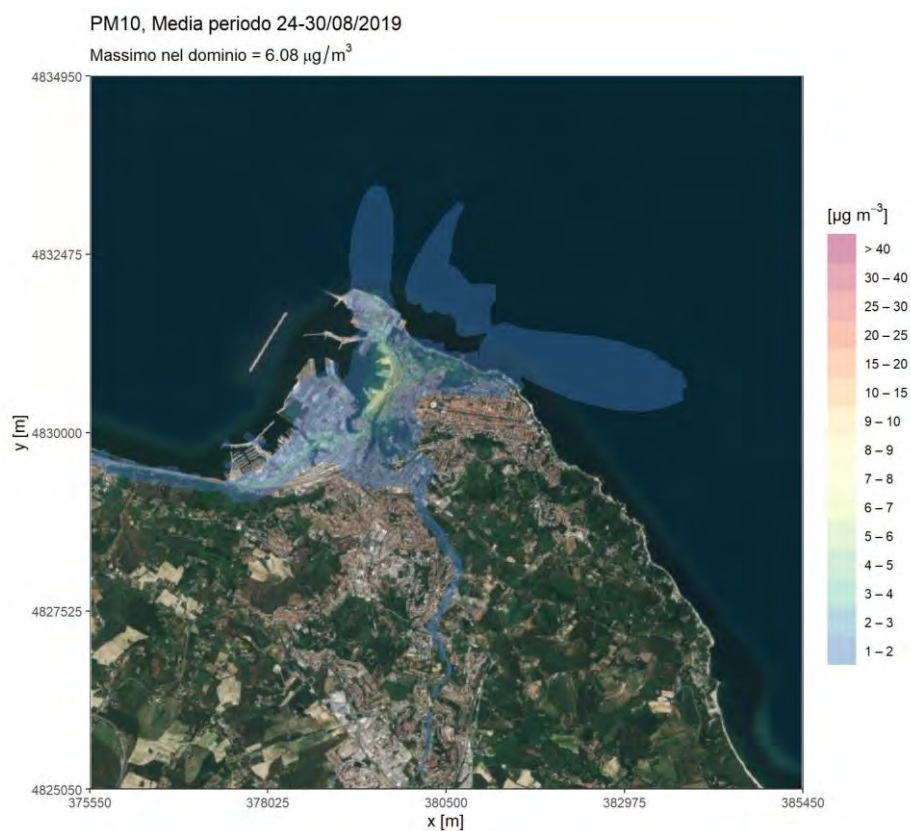 PM10, Media periodo 24-30/08/2019
Massimo nel dominio = 6.08 μg/m³
4834950
4832475
4830000
4827525
4825050
y [m]
375550
378025
380500
382975
385450
x [m]
[μg m⁻³]
> 40
30 – 40
25 – 30
20 – 25
15 – 20
10 – 15
9 – 10
8 – 9
7 – 8
6 – 7
5 – 6
4 – 5
3 – 4
2 – 3
1 – 2